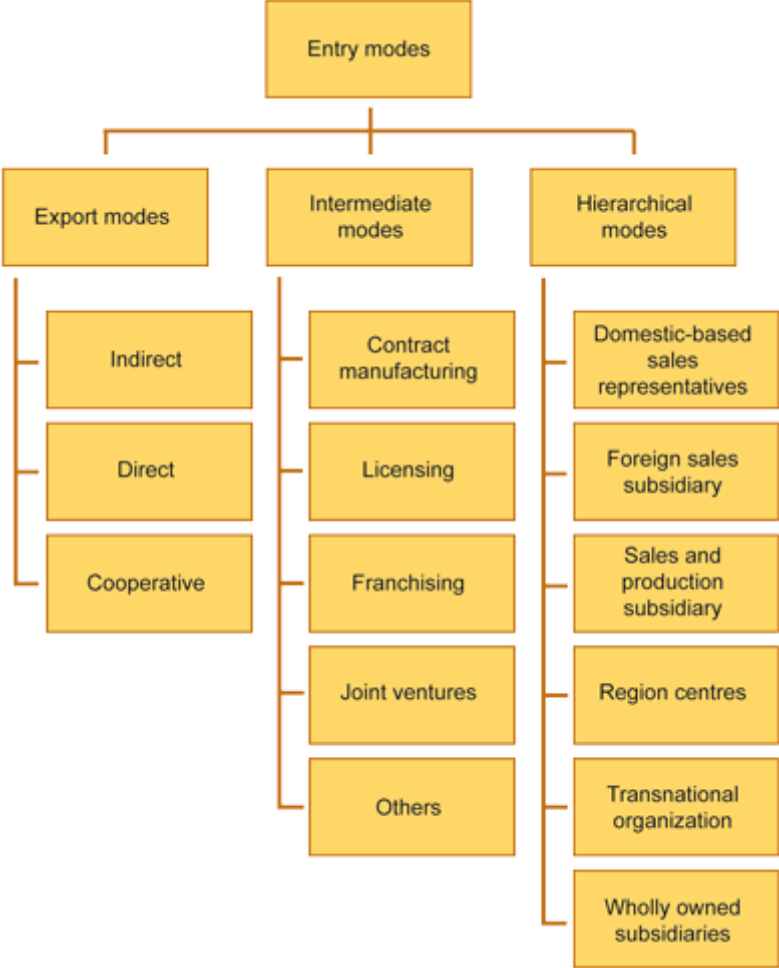 Entry modes
Export modes
Intermediate
modes
Hierarchical
modes
Indirect
Direct
Cooperative
Contract
manufacturing
Licensing
Franchising
Joint ventures
Others
Domestic-based
sales
representatives
Foreign sales
subsidiary
Sales and
production
subsidiary
Region centres
Transnational
organization
Wholly owned
subsidiaries